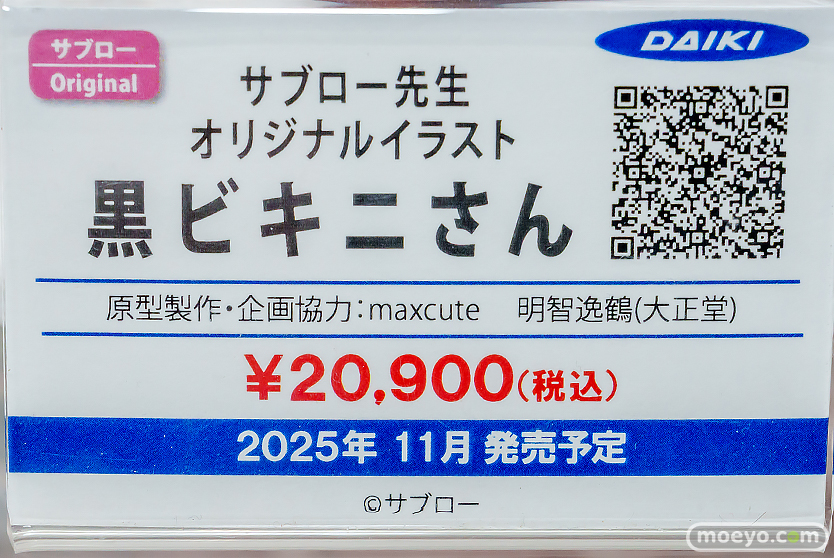 サブロー
Original
DAIKI
サブロー先生
オリジナルイラスト
黒ビキニさん
原型製作・企画協力：maxcute　明智逸鶴(大正堂)
¥20,900(税込)
2025年 11月 発売予定
©サブロー
moeyo.com